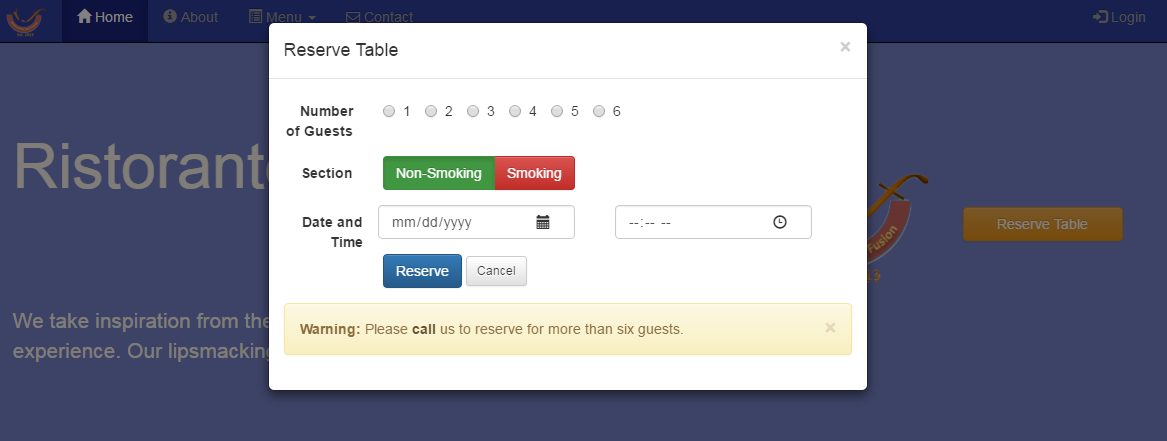 Home About Menu Contact Login
Reserve Table ×
Number of Guests 1 2 3 4 5 6
Section Non-Smoking Smoking
Date and Time mm/dd/yyyy --:-- --
Reserve Cancel
Warning: Please call us to reserve for more than six guests. ×
Ristorante
Fusion
Reserve Table
We take inspiration from the
experience. Our lipsmacking